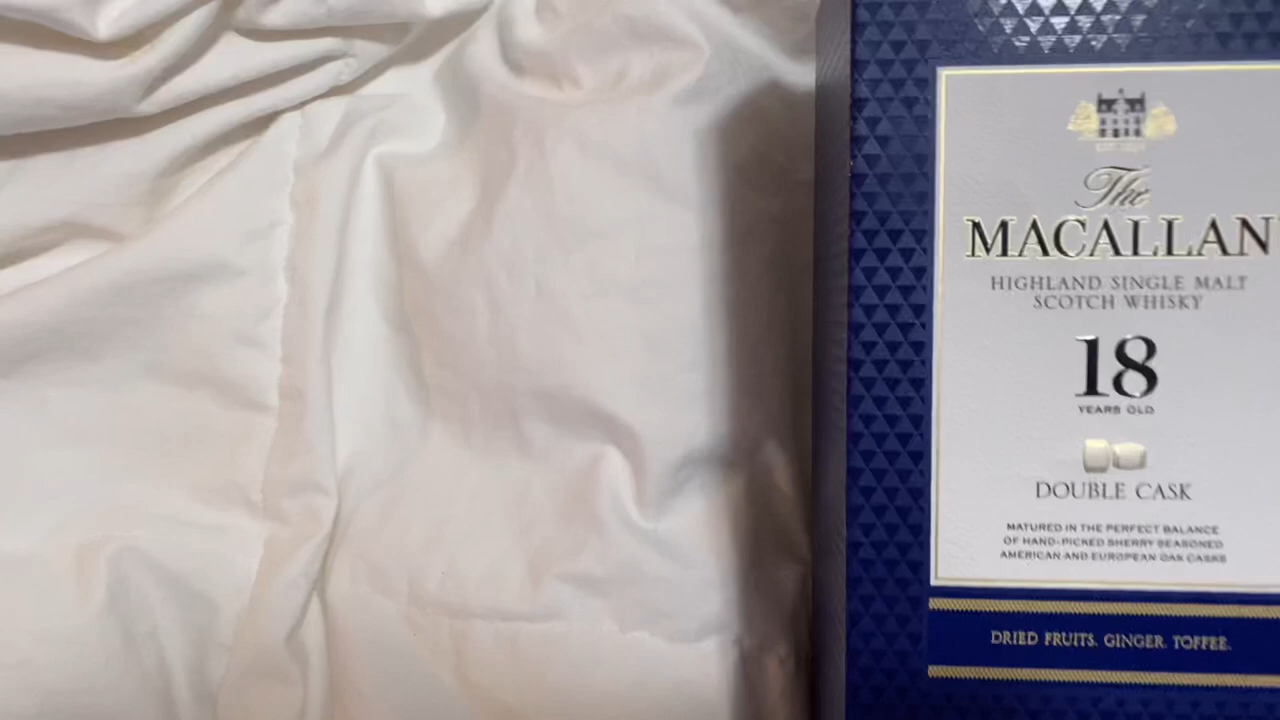 The
MACALLAN
HIGHLAND SINGLE MALT
SCOTCH WHISKY
18
YEARS OLD
DOUBLE CASK
MATURED IN THE PERFECT BALANCE
OF HAND-PICKED SHERRY SEASONED
AMERICAN AND EUROPEAN OAK CASKS
DRIED FRUITS. GINGER. TOFFEE.